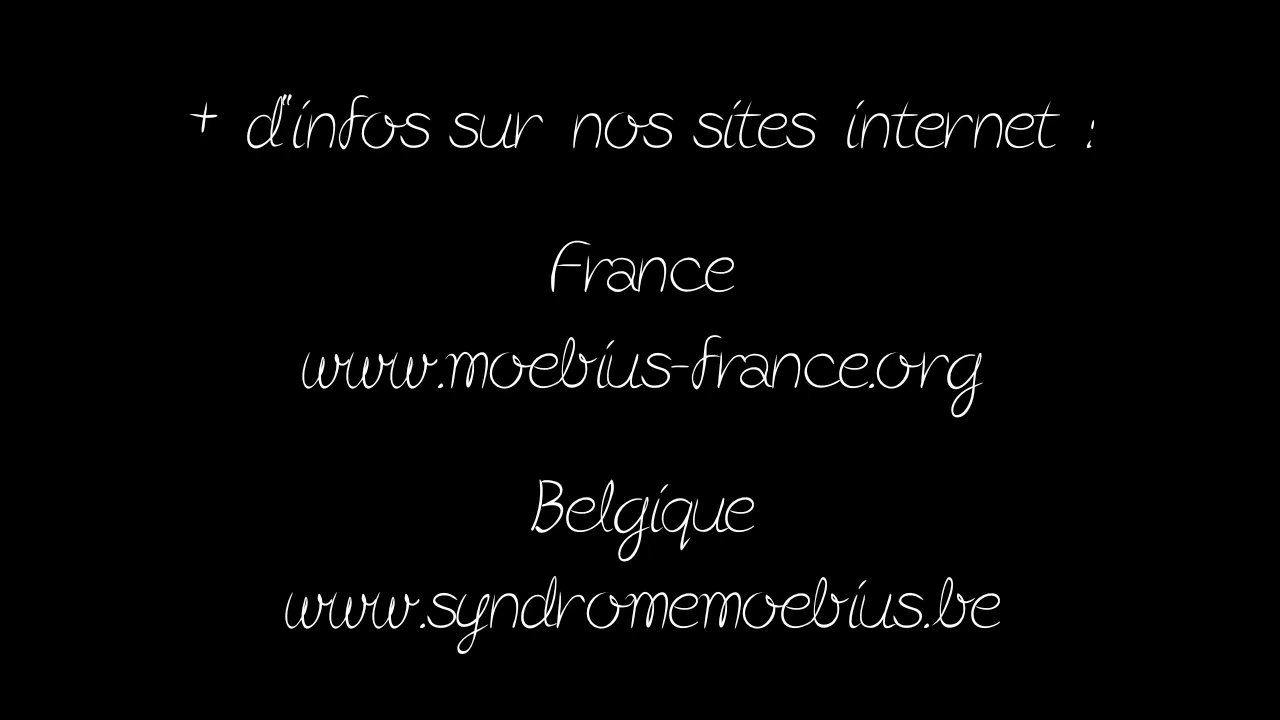 + d"infos sur nos sites internet :
France
www.moebius-france.org
Belgique
www.syndromemoebius.be